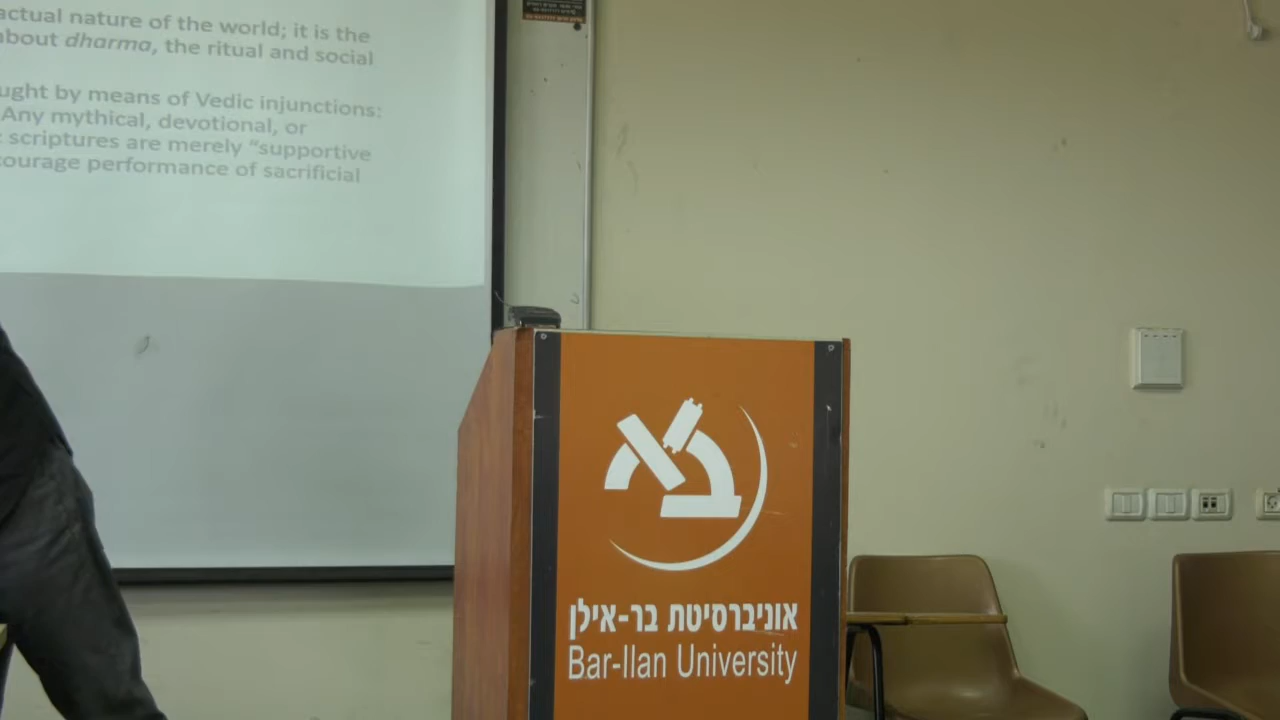 actual nature of the world; it is the
about dharma, the ritual and social
ught by means of Vedic injunctions:
Any mythical, devotional, or
scriptures are merely “supportive
courage performance of sacrificial
אוניברסיטת בר-אילן
Bar-Ilan University